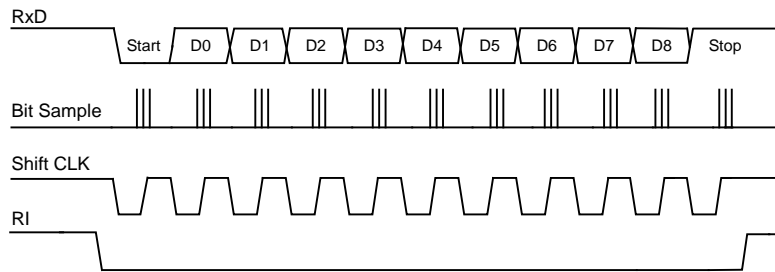 RxD
Start D0 D1 D2 D3 D4 D5 D6 D7 D8 Stop
Bit Sample
Shift CLK
RI